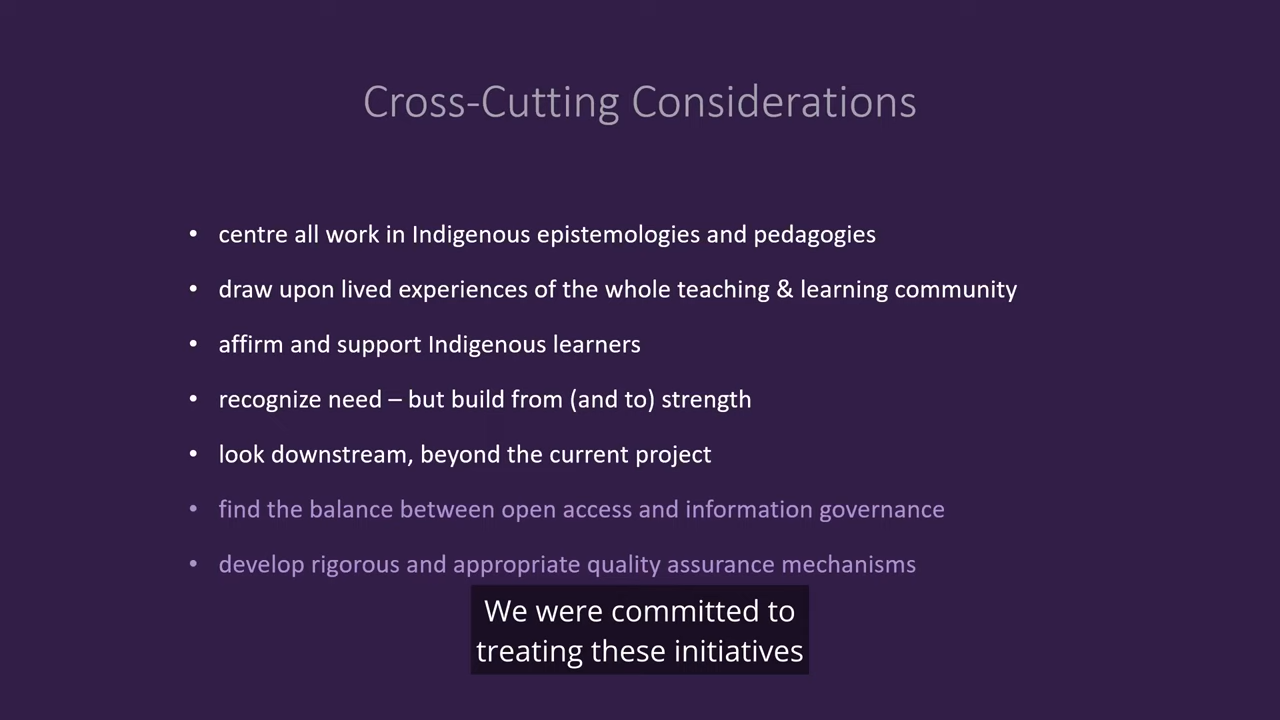 Cross-Cutting Considerations
• centre all work in Indigenous epistemologies and pedagogies
• draw upon lived experiences of the whole teaching & learning community
• affirm and support Indigenous learners
• recognize need – but build from (and to) strength
• look downstream, beyond the current project
• find the balance between open access and information governance
• develop rigorous and appropriate quality assurance mechanisms
We were committed to
treating these initiatives